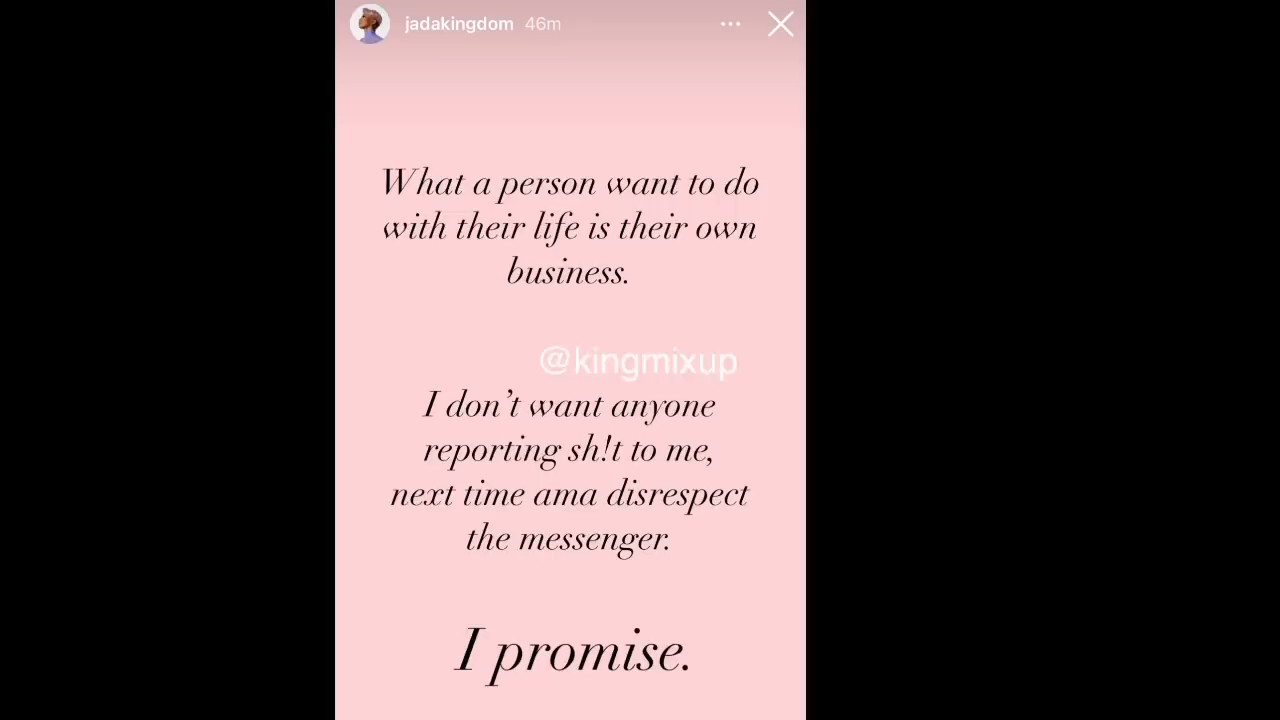 jadakingdom 46m
What a person want to do
with their life is their own
business.
@kingmixup
I don’t want anyone
reporting sh!t to me,
next time ama disrespect
the messenger.
I promise.